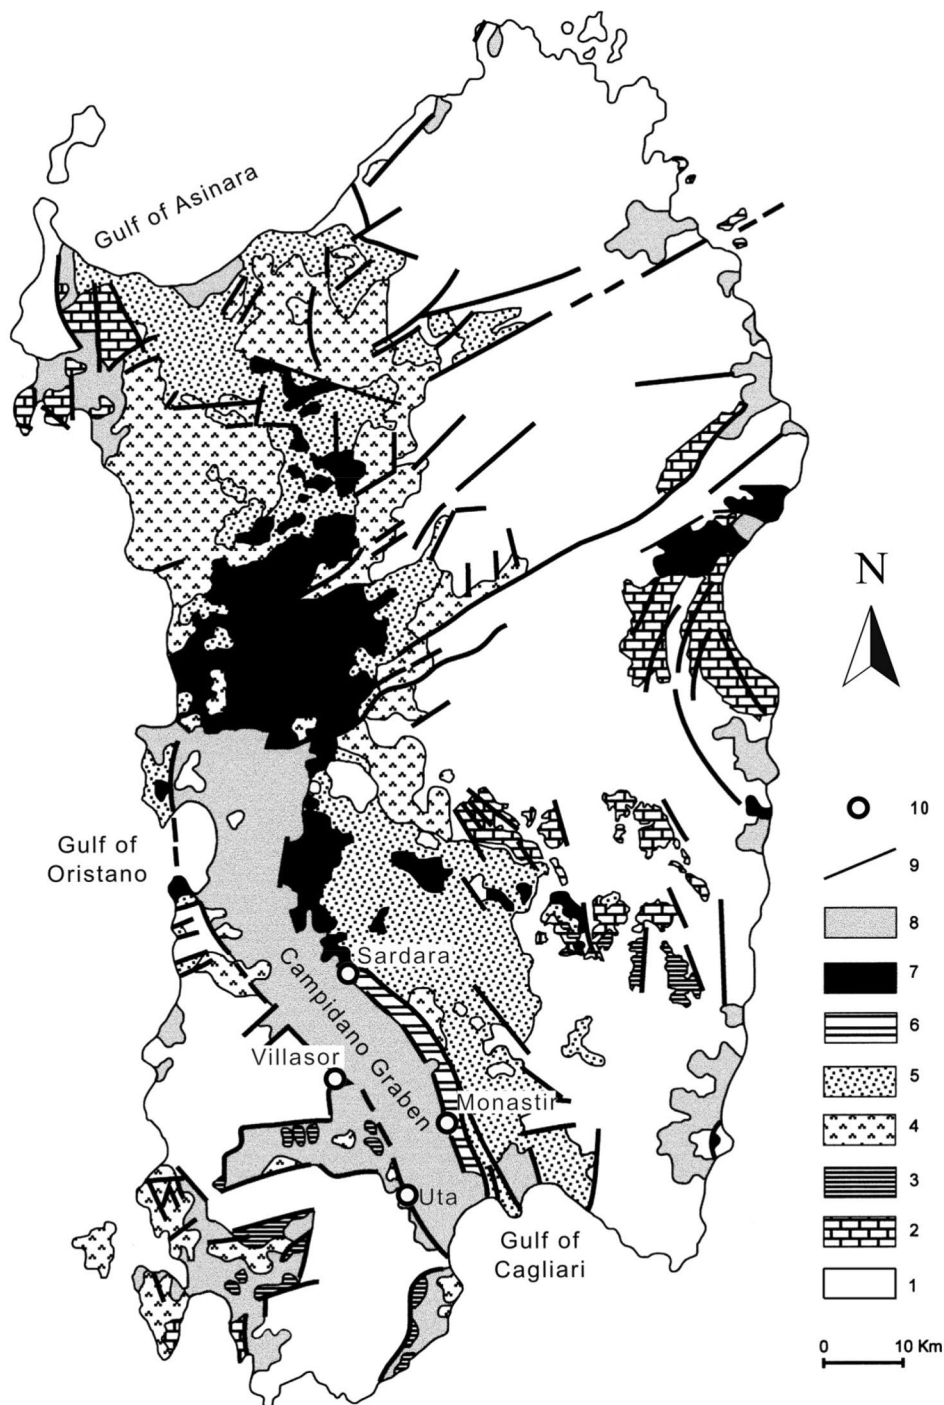 Gulf of Asinara
N
Gulf of
Oristano
Sardara
Campidano Graben
Villasor
Monastir
Uta
Gulf of
Cagliari
10
9
8
7
6
5
4
3
2
1
0 10 Km